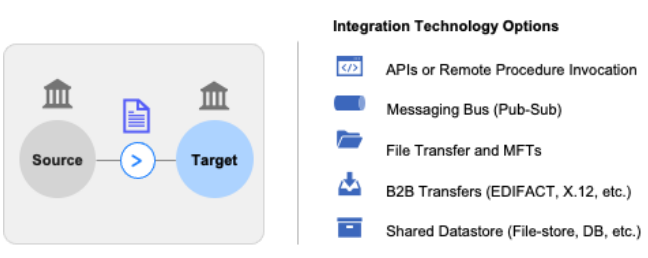 Integration Technology Options
Source
>
Target
</>
APIs or Remote Procedure Invocation
Messaging Bus (Pub-Sub)
File Transfer and MFTs
B2B Transfers (EDIFACT, X.12, etc.)
Shared Datastore (File-store, DB, etc.)